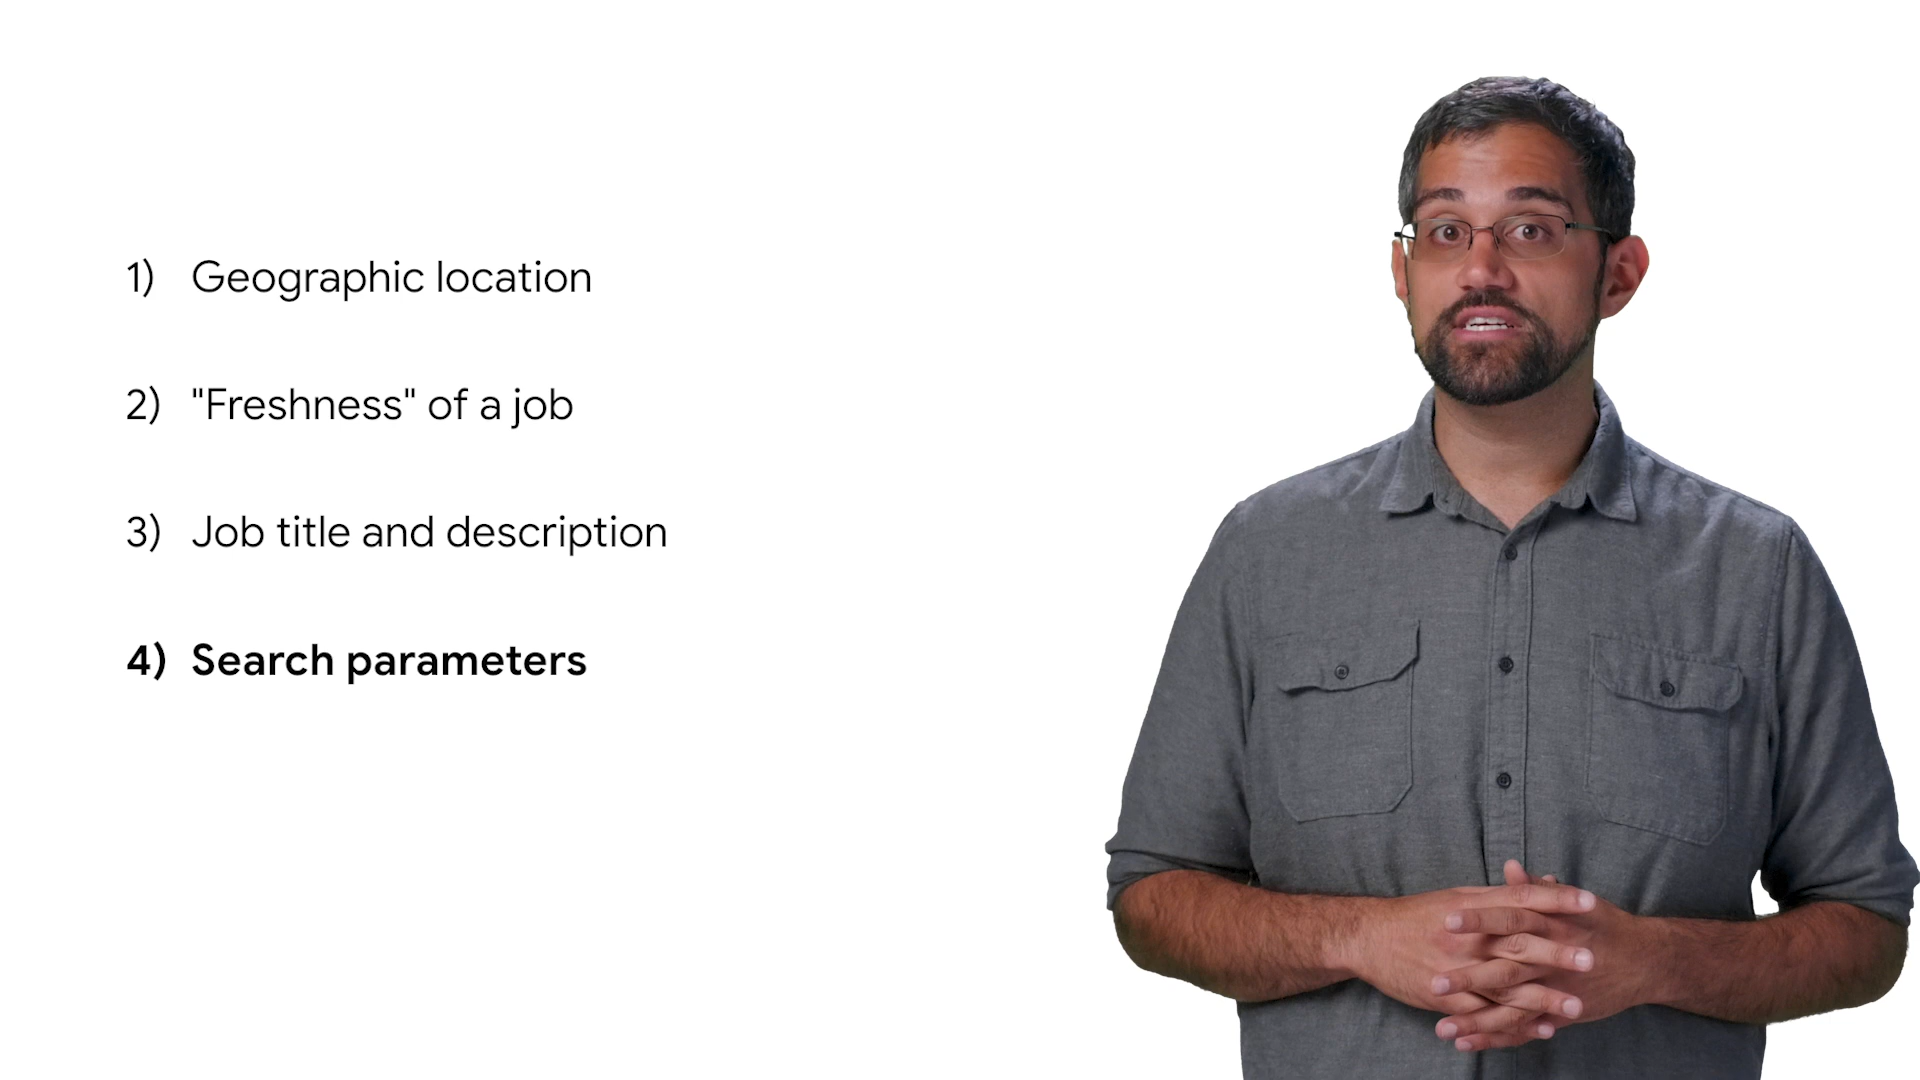 1) Geographic location
2) "Freshness" of a job
3) Job title and description
4) Search parameters